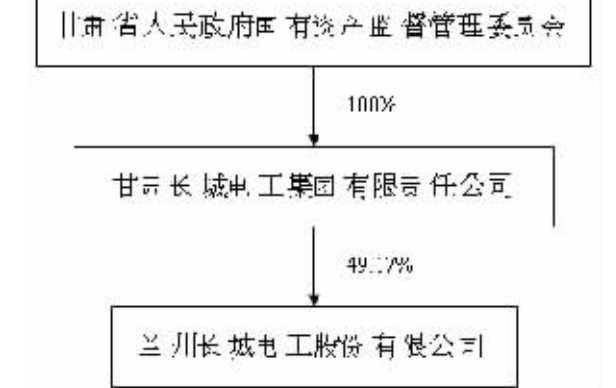 甘肃省人民政府国有资产监督管理委员会
100%
甘肃长城电工集团有限责任公司
兰州长城电工股份有限公司